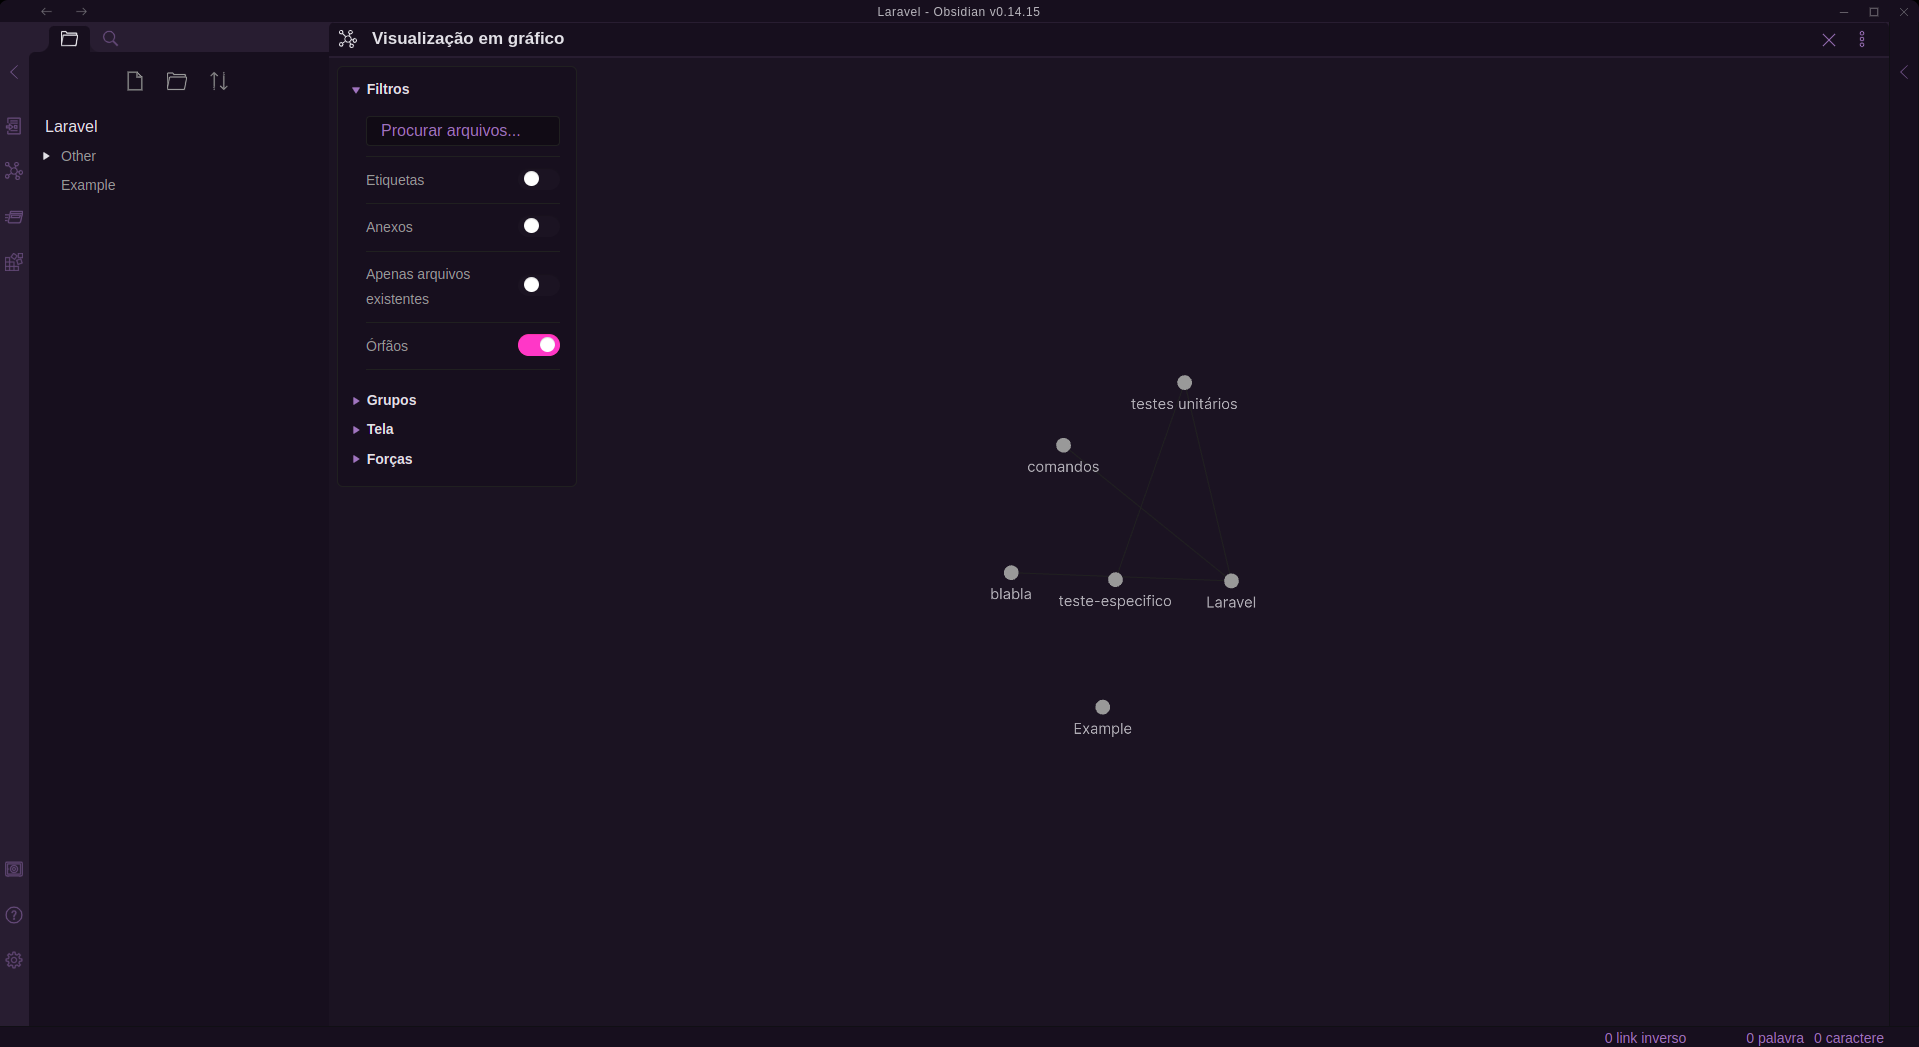 Laravel - Obsidian v0.14.15
Visualização em gráfico
Laravel
Other
Example
Filtros
Procurar arquivos...
Etiquetas
Anexos
Apenas arquivos
existentes
Órfãos
Grupos
Tela
Forças
testes unitários
comandos
blabla
teste-especifico
Laravel
Example
0 link inverso
0 palavra
0 caractere